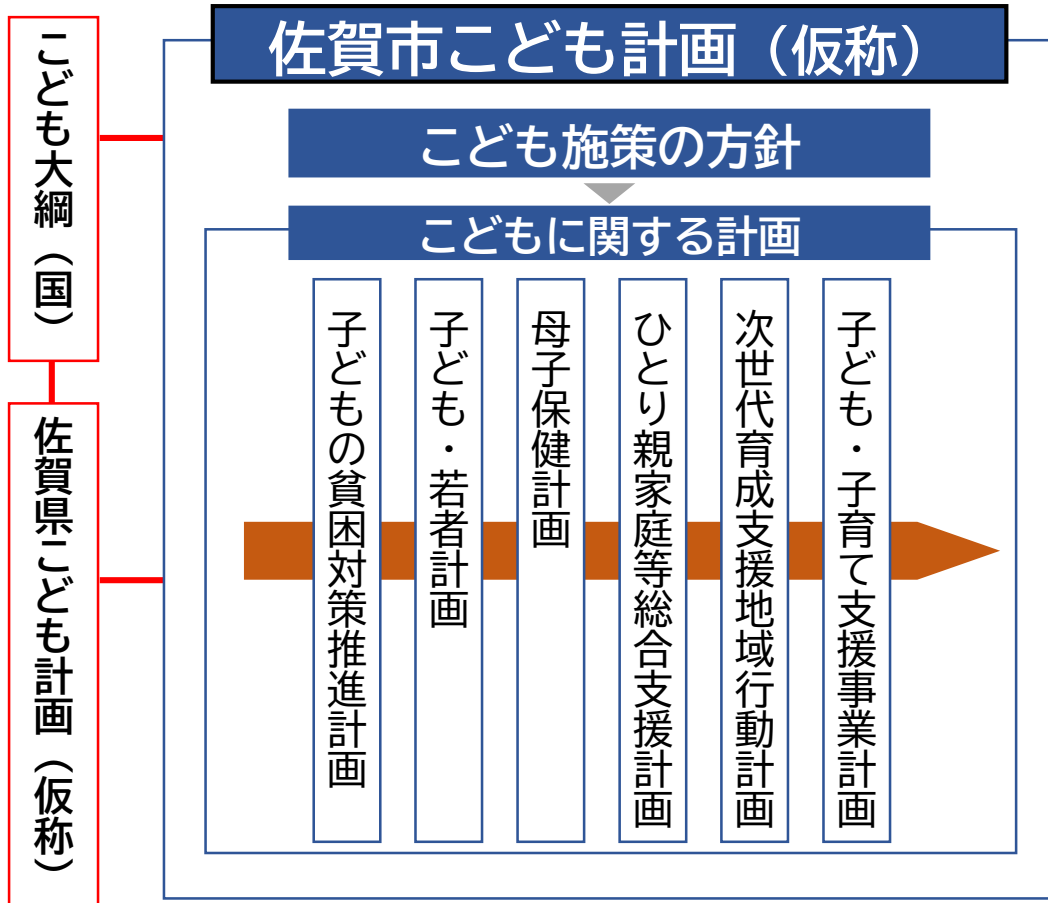 佐賀市こども計画（仮称）
こども大綱（国）
佐賀県こども計画（仮称）
こども施策の方針
こどもに関する計画
子どもの貧困対策推進計画
子ども・若者計画
母子保健計画
ひとり親家庭等総合支援計画
次世代育成支援地域行動計画
子ども・子育て支援事業計画